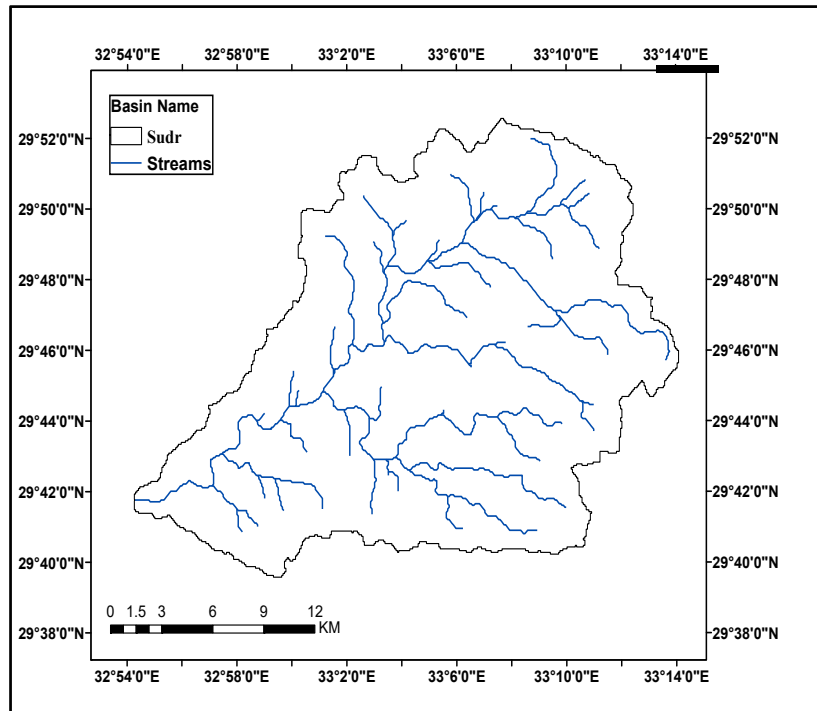 32°54'0"E 32°58'0"E 33°2'0"E 33°6'0"E 33°10'0"E 33°14'0"E
Basin Name
Sudr
Streams
29°52'0"N 29°52'0"N
29°50'0"N 29°50'0"N
29°48'0"N 29°48'0"N
29°46'0"N 29°46'0"N
29°44'0"N 29°44'0"N
29°42'0"N 29°42'0"N
29°40'0"N 29°40'0"N
0 1.5 3 6 9 12
KM
29°38'0"N 29°38'0"N
32°54'0"E 32°58'0"E 33°2'0"E 33°6'0"E 33°10'0"E 33°14'0"E